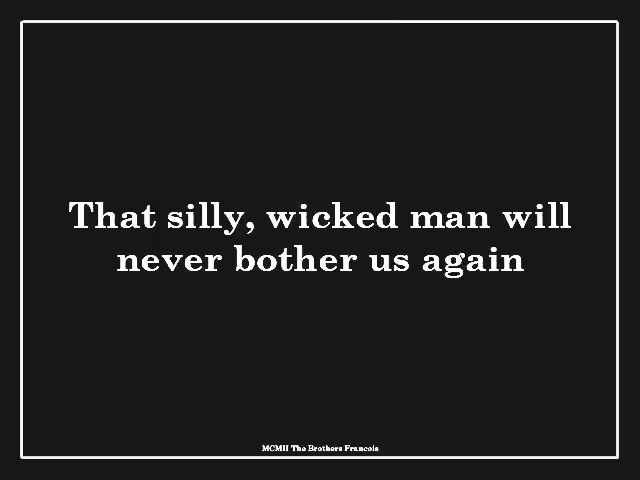 That silly, wicked man will
never bother us again
MCMII The Brothers Francois